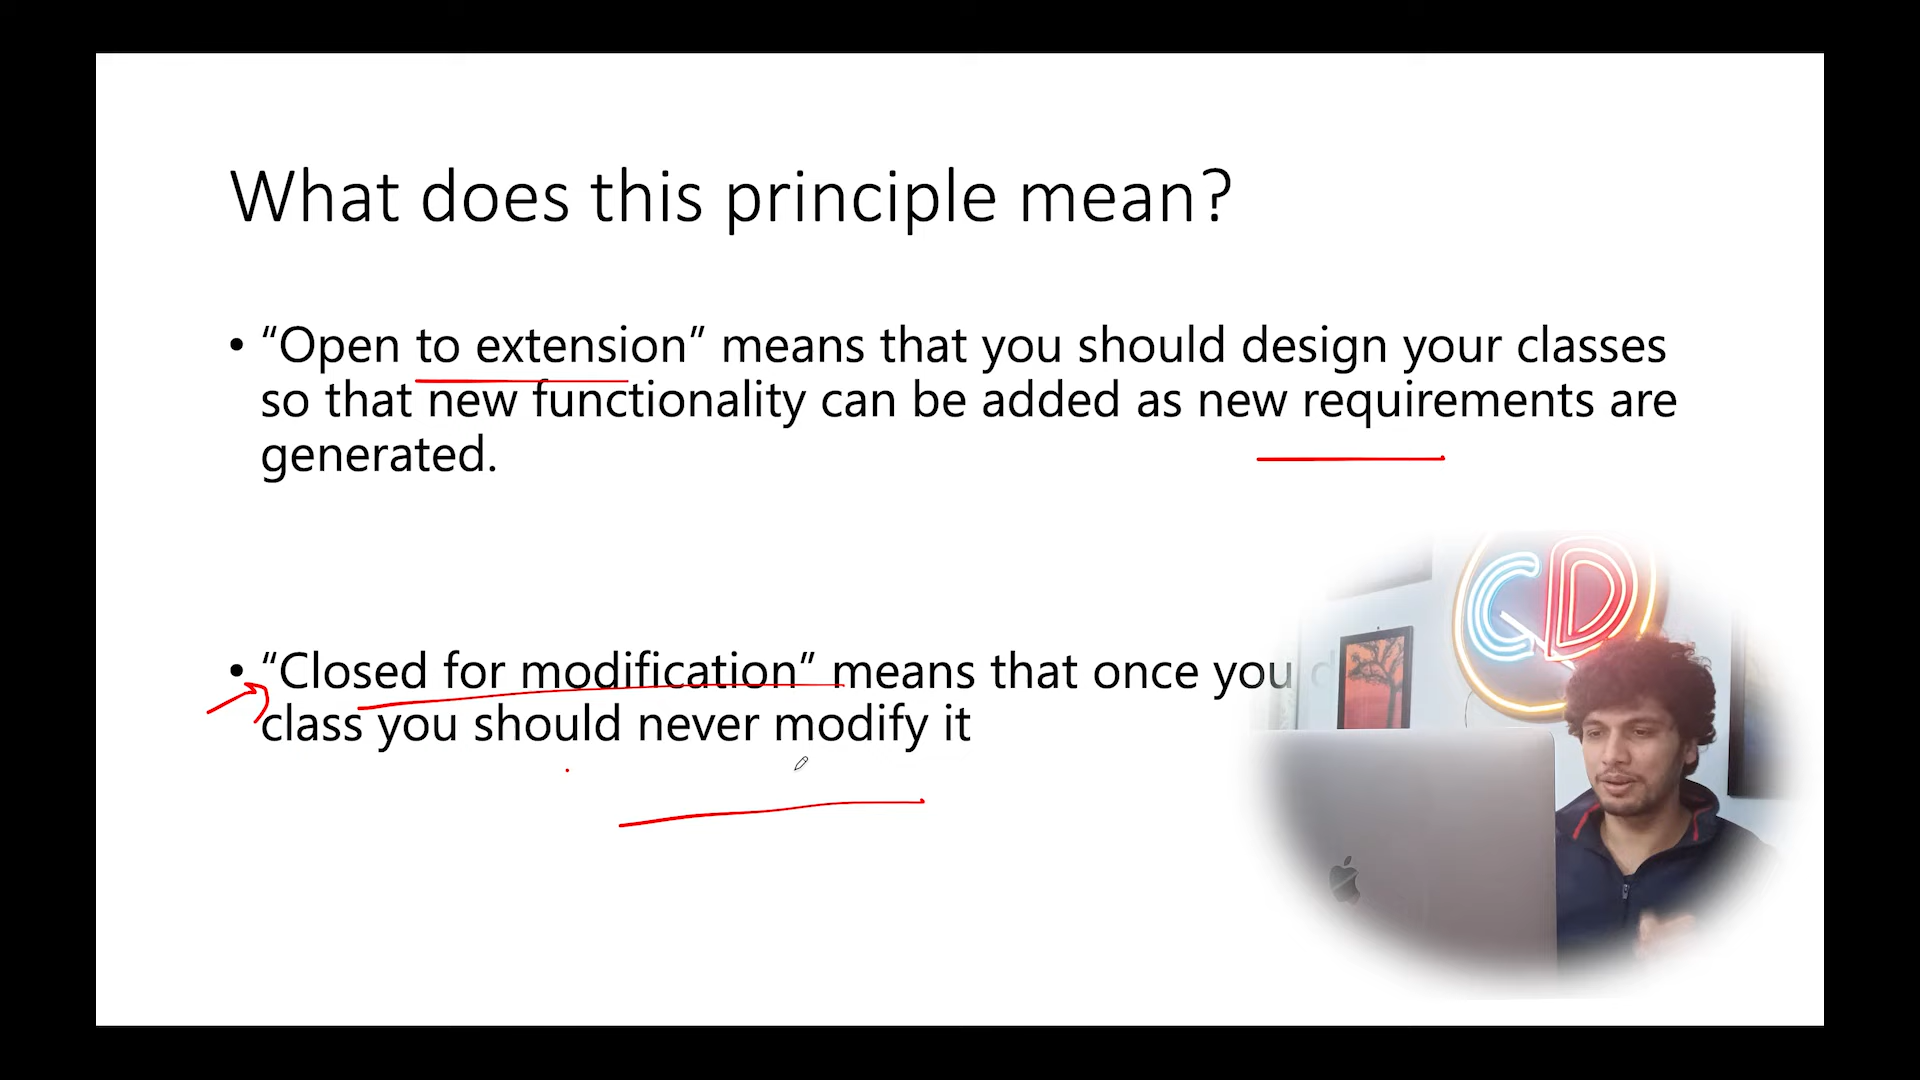 What does this principle mean?
• “Open to extension” means that you should design your classes
so that new functionality can be added as new requirements are
generated.
• “Closed for modification” means that once you
class you should never modify it
CD